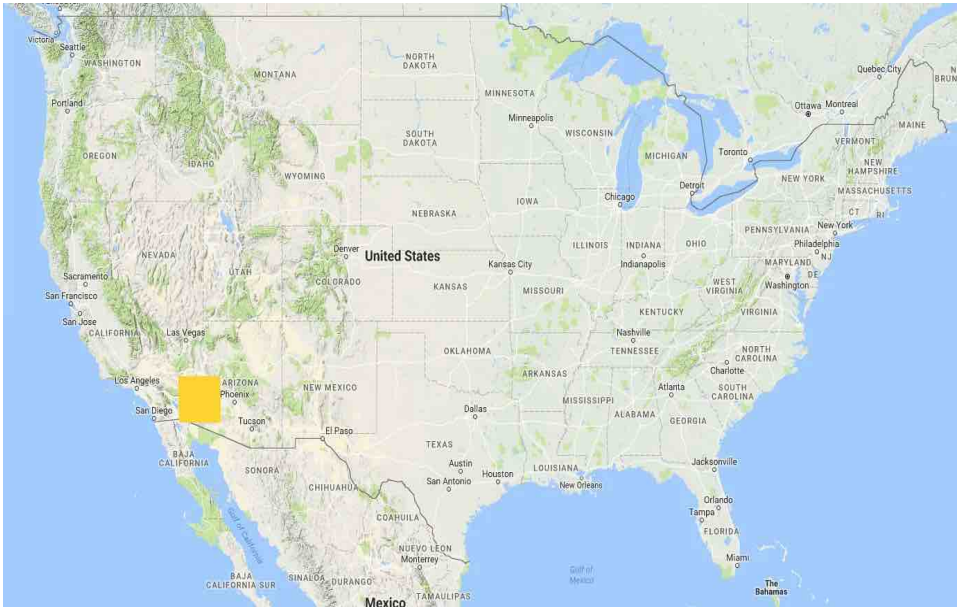 Victoria
Seattle
WASHINGTON
NORTH
DAKOTA
MONTANA
MINNESOTA
Quebec City
Portland
Minneapolis
Ottawa
Montreal
MAINE
SOUTH
DAKOTA
WISCONSIN
OREGON
IDAHO
WYOMING
MICHIGAN
Toronto
VERMONT
NEW
HAMPSHIRE
NEW YORK
MASSACHUSETTS
Detroit
Chicago
IOWA
NEBRASKA
CT
RI
New York
PENNSYLVANIA
Philadelphia
NJ
Denver
United States
NEVADA
UTAH
COLORADO
Kansas City
ILLINOIS
INDIANA
OHIO
Indianapolis
MARYLAND
DE
Washington
WEST
VIRGINIA
Sacramento
San Francisco
San Jose
KANSAS
MISSOURI
KENTUCKY
VIRGINIA
CALIFORNIA
Las Vegas
Nashville
TENNESSEE
NORTH
CAROLINA
Charlotte
OKLAHOMA
ARKANSAS
Los Angeles
ARIZONA
Phoenix
NEW MEXICO
Atlanta
SOUTH
CAROLINA
San Diego
Tucson
Dallas
MISSISSIPPI
ALABAMA
GEORGIA
El Paso
TEXAS
BAJA
CALIFORNIA
SONORA
Austin
San Antonio
Houston
LOUISIANA
New Orleans
Jacksonville
CHIHUAHUA
COAHUILA
Orlando
Tampa
FLORIDA
Gulf of California
NUEVO LEON
Monterrey
Miami
Gulf of
Mexico
BAJA
CALIFORNIA SUR
SINALOA
DURANGO
TAMAULIPAS
The
Bahamas
Mexico